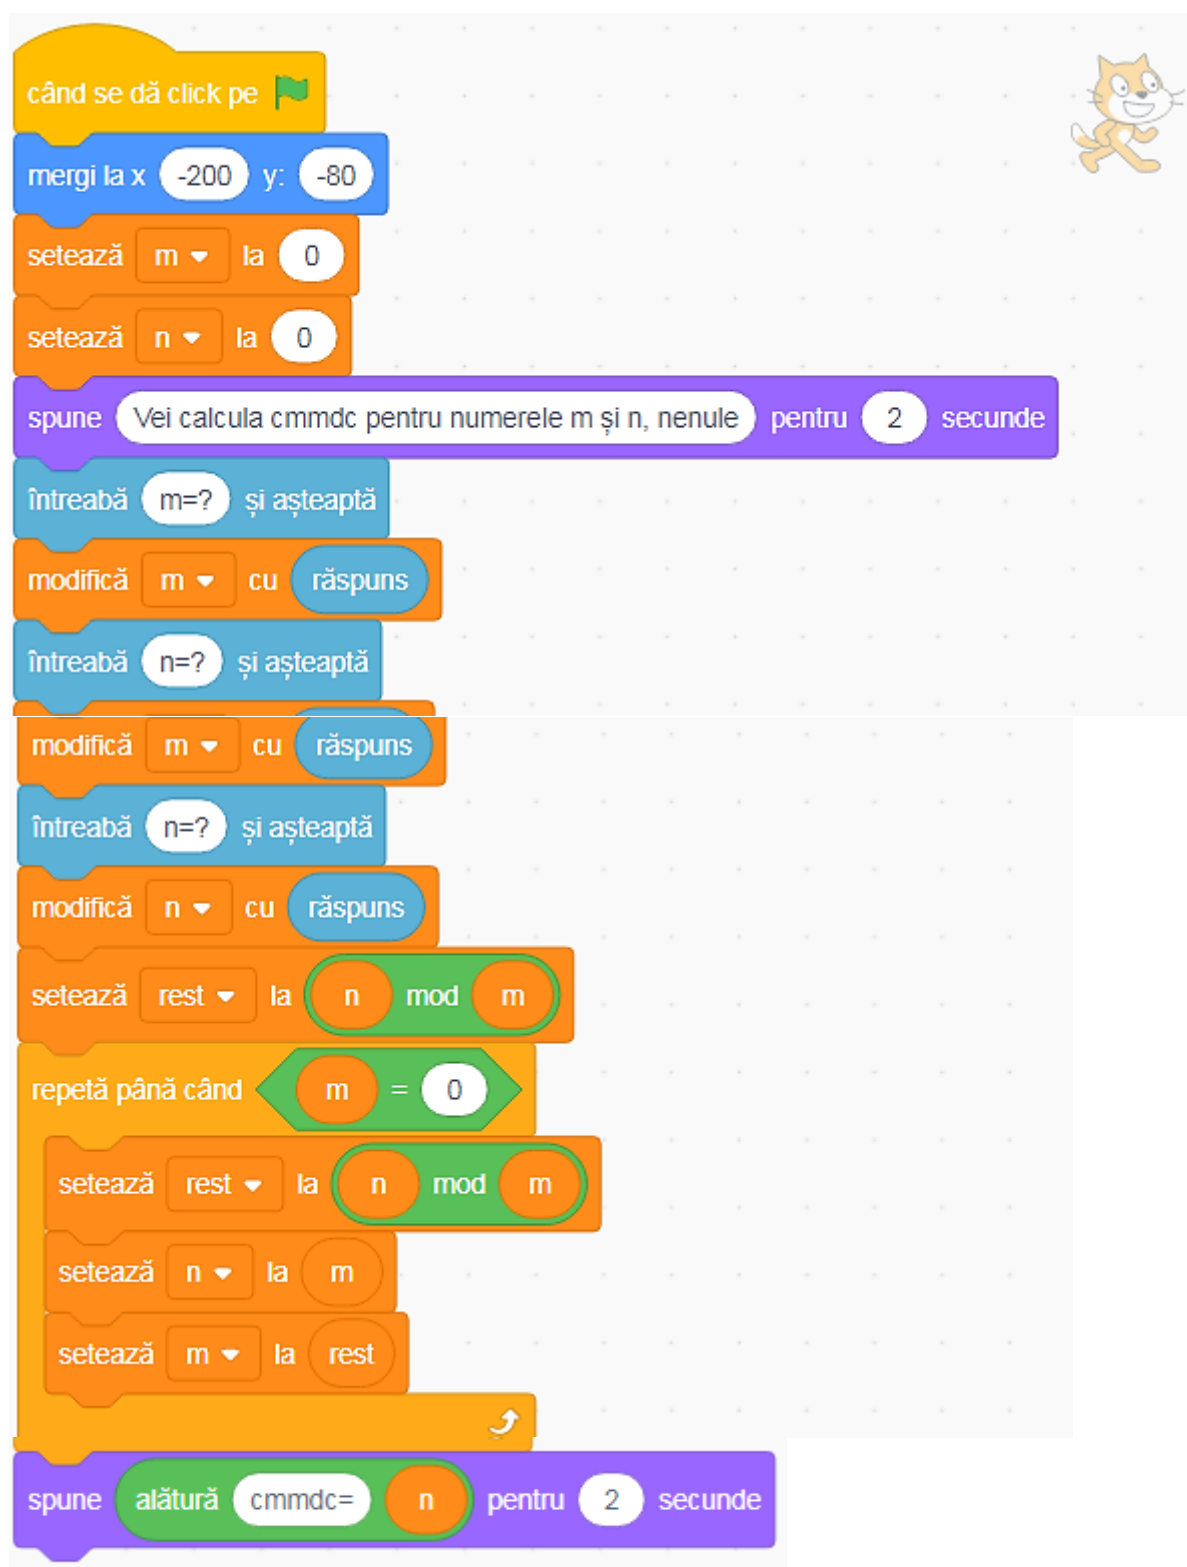 când se dă click pe
mergi la x -200 y: -80
setează m la 0
setează n la 0
spune Vei calcula cmmdc pentru numerele m și n, nenule pentru 2 secunde
întreabă m=? și așteaptă
modifică m cu răspuns
întreabă n=? și așteaptă
modifică m cu răspuns
întreabă n=? și așteaptă
modifică n cu răspuns
setează rest la n mod m
repetă până când m = 0
setează rest la n mod m
setează n la m
setează m la rest
spune alătură cmmdc= n pentru 2 secunde